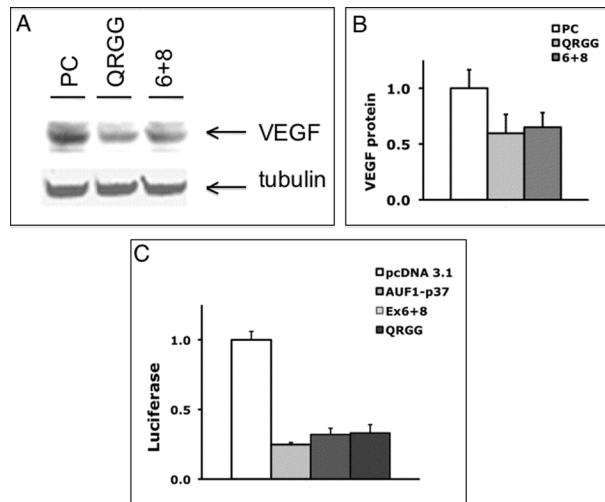 A
PC
QRGG
6+8
VEGF
tubulin
B
PC
QRGG
6+8
VEGF protein
1.0
0.5
0.0
C
pcDNA 3.1
AUF1-p37
Ex6+8
QRGG
Luciferase
1.0
0.5
0.0